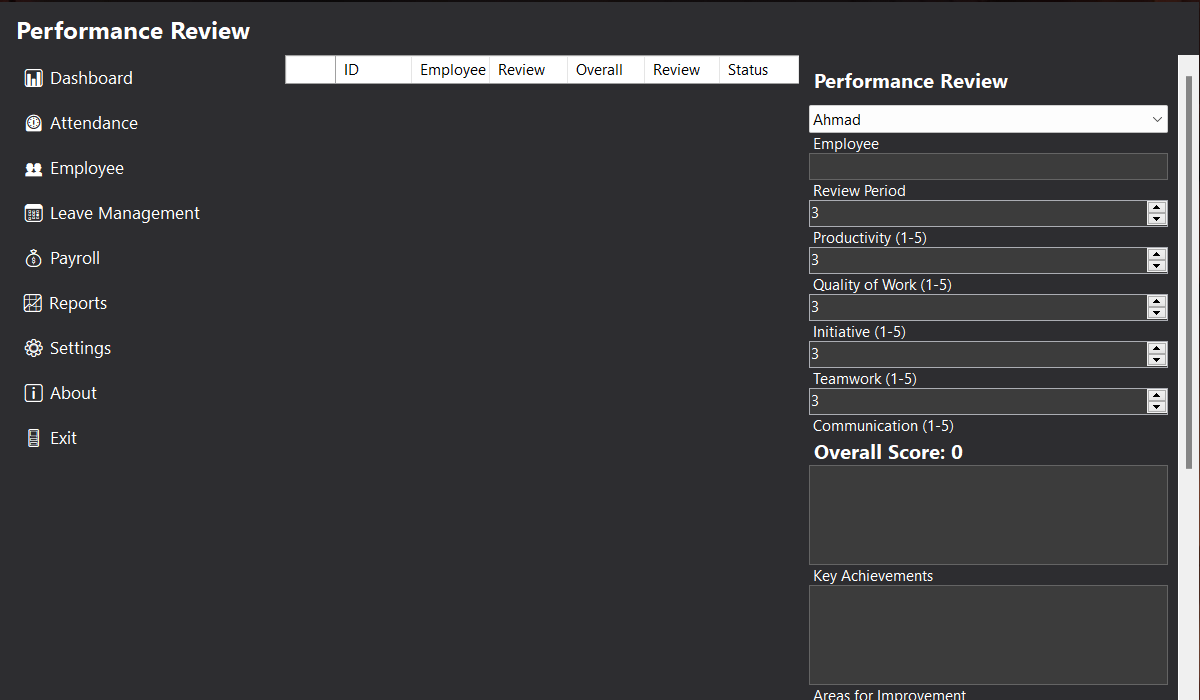 Performance Review
Dashboard
Attendance
Employee
Leave Management
Payroll
Reports
Settings
About
Exit
ID Employee Review Overall Review Status
Performance Review
Ahmad
Employee
Review Period
3
Productivity (1-5)
3
Quality of Work (1-5)
3
Initiative (1-5)
3
Teamwork (1-5)
3
Communication (1-5)
Overall Score: 0
Key Achievements
Areas for Improvement